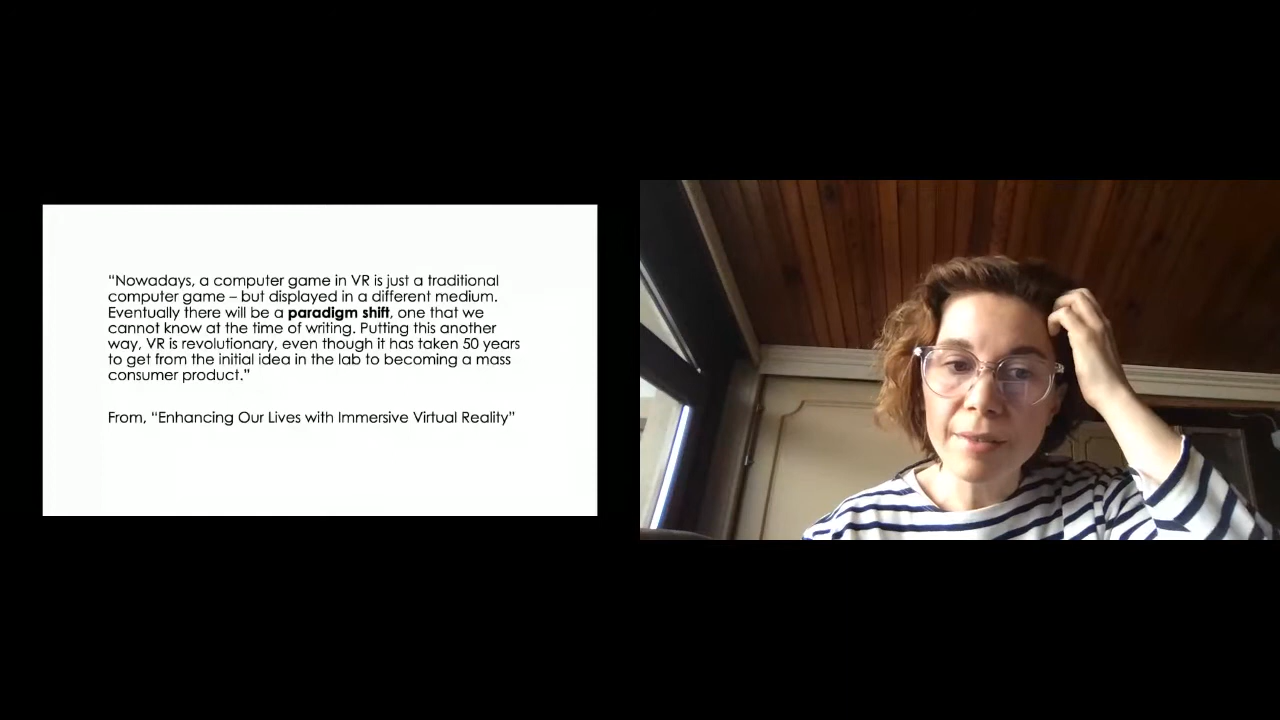 “Nowadays, a computer game in VR is just a traditional
computer game – but displayed in a different medium.
Eventually there will be a paradigm shift, one that we
cannot know at the time of writing. Putting this another
way, VR is revolutionary, even though it has taken 50 years
to get from the initial idea in the lab to becoming a mass
consumer product.”
From, “Enhancing Our Lives with Immersive Virtual Reality”